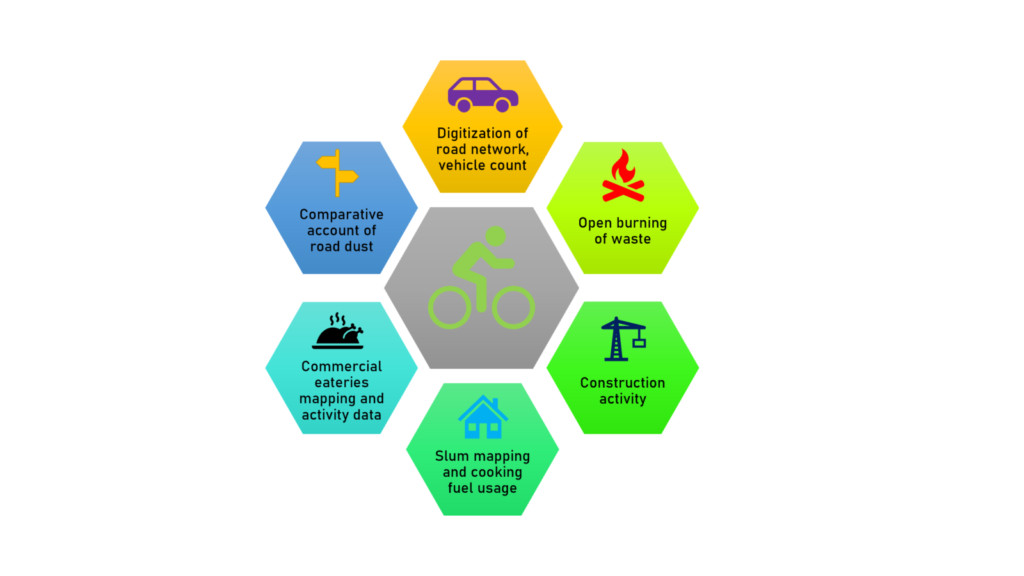 Digitization of
road network,
vehicle count
Open burning
of waste
Construction
activity
Slum mapping
and cooking
fuel usage
Commercial
eateries
mapping and
activity data
Comparative
account of
road dust